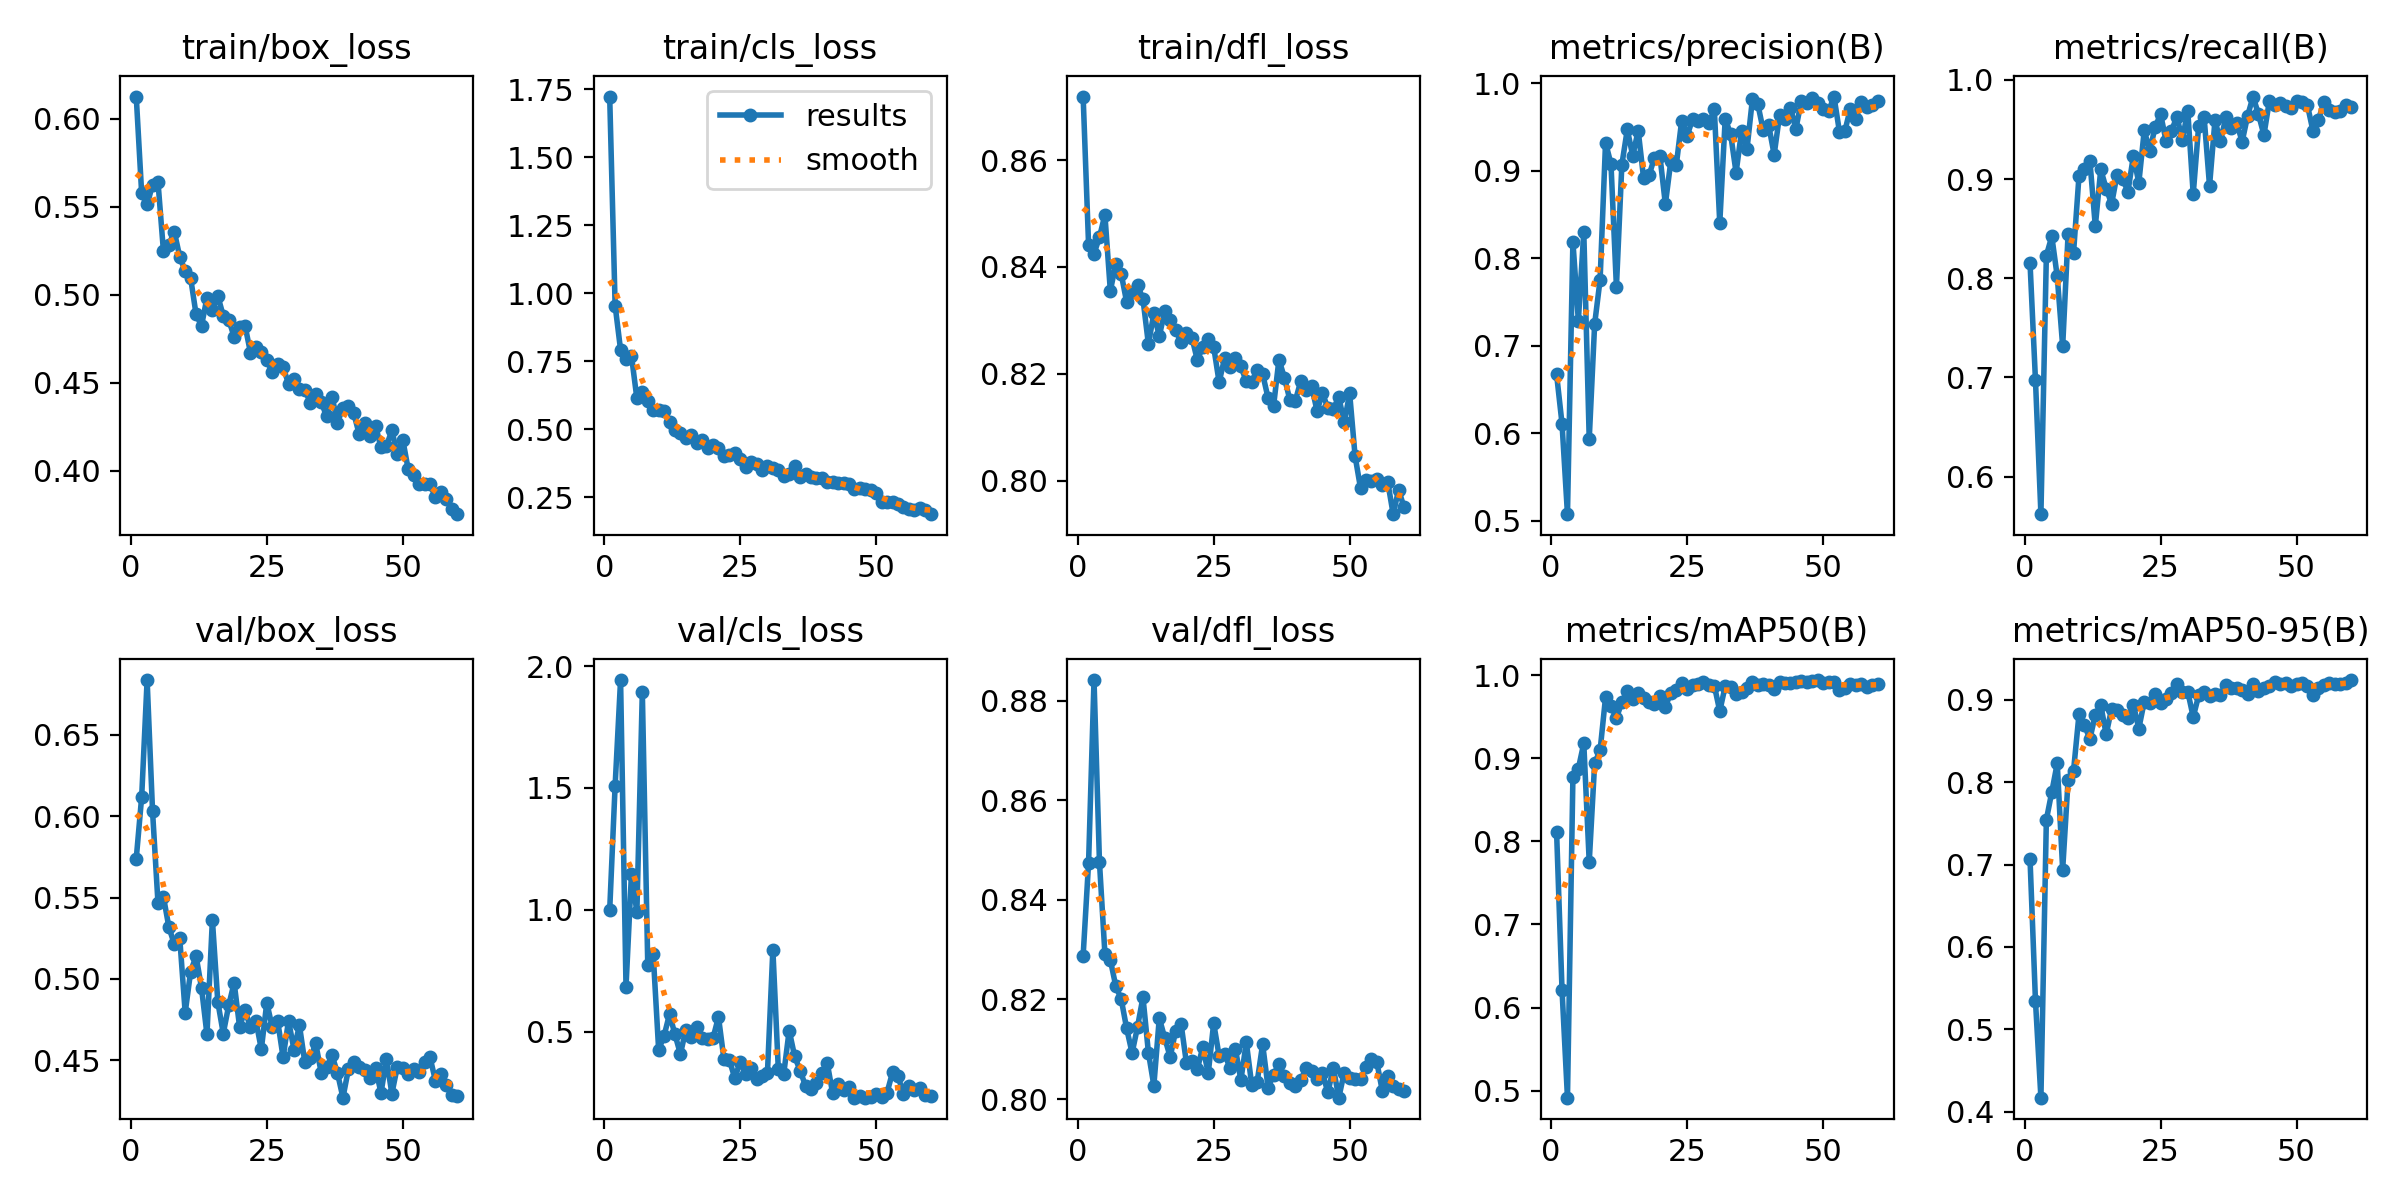 train/box_loss
0.60
0.55
0.50
0.45
0.40
0 25 50
train/cls_loss
results
smooth
1.75
1.50
1.25
1.00
0.75
0.50
0.25
0 25 50
train/dfl_loss
0.86
0.84
0.82
0.80
0 25 50
metrics/precision(B)
1.0
0.9
0.8
0.7
0.6
0.5
0 25 50
metrics/recall(B)
1.0
0.9
0.8
0.7
0.6
0 25 50
val/box_loss
0.65
0.60
0.55
0.50
0.45
0 25 50
val/cls_loss
2.0
1.5
1.0
0.5
0 25 50
val/dfl_loss
0.88
0.86
0.84
0.82
0.80
0 25 50
metrics/mAP50(B)
1.0
0.9
0.8
0.7
0.6
0.5
0 25 50
metrics/mAP50-95(B)
0.9
0.8
0.7
0.6
0.5
0.4
0 25 50